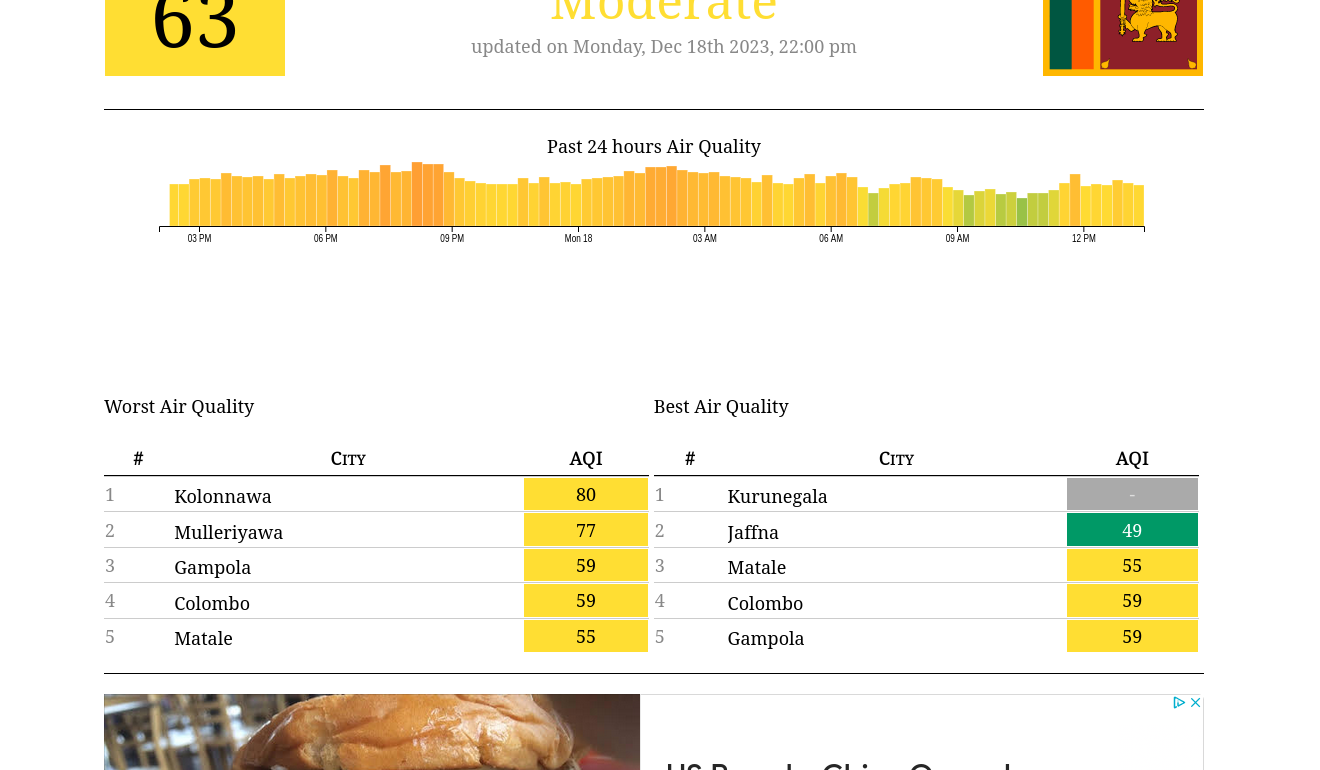 63
Moderate
updated on Monday, Dec 18th 2023, 22:00 pm
Past 24 hours Air Quality
03 PM 06 PM 09 PM Mon 18 03 AM 06 AM 09 AM 12 PM
Worst Air Quality
# City AQI
1 Kolonnawa 80
2 Mulleriyawa 77
3 Gampola 59
4 Colombo 59
5 Matale 55
Best Air Quality
# City AQI
1 Kurunegala -
2 Jaffna 49
3 Matale 55
4 Colombo 59
5 Gampola 59